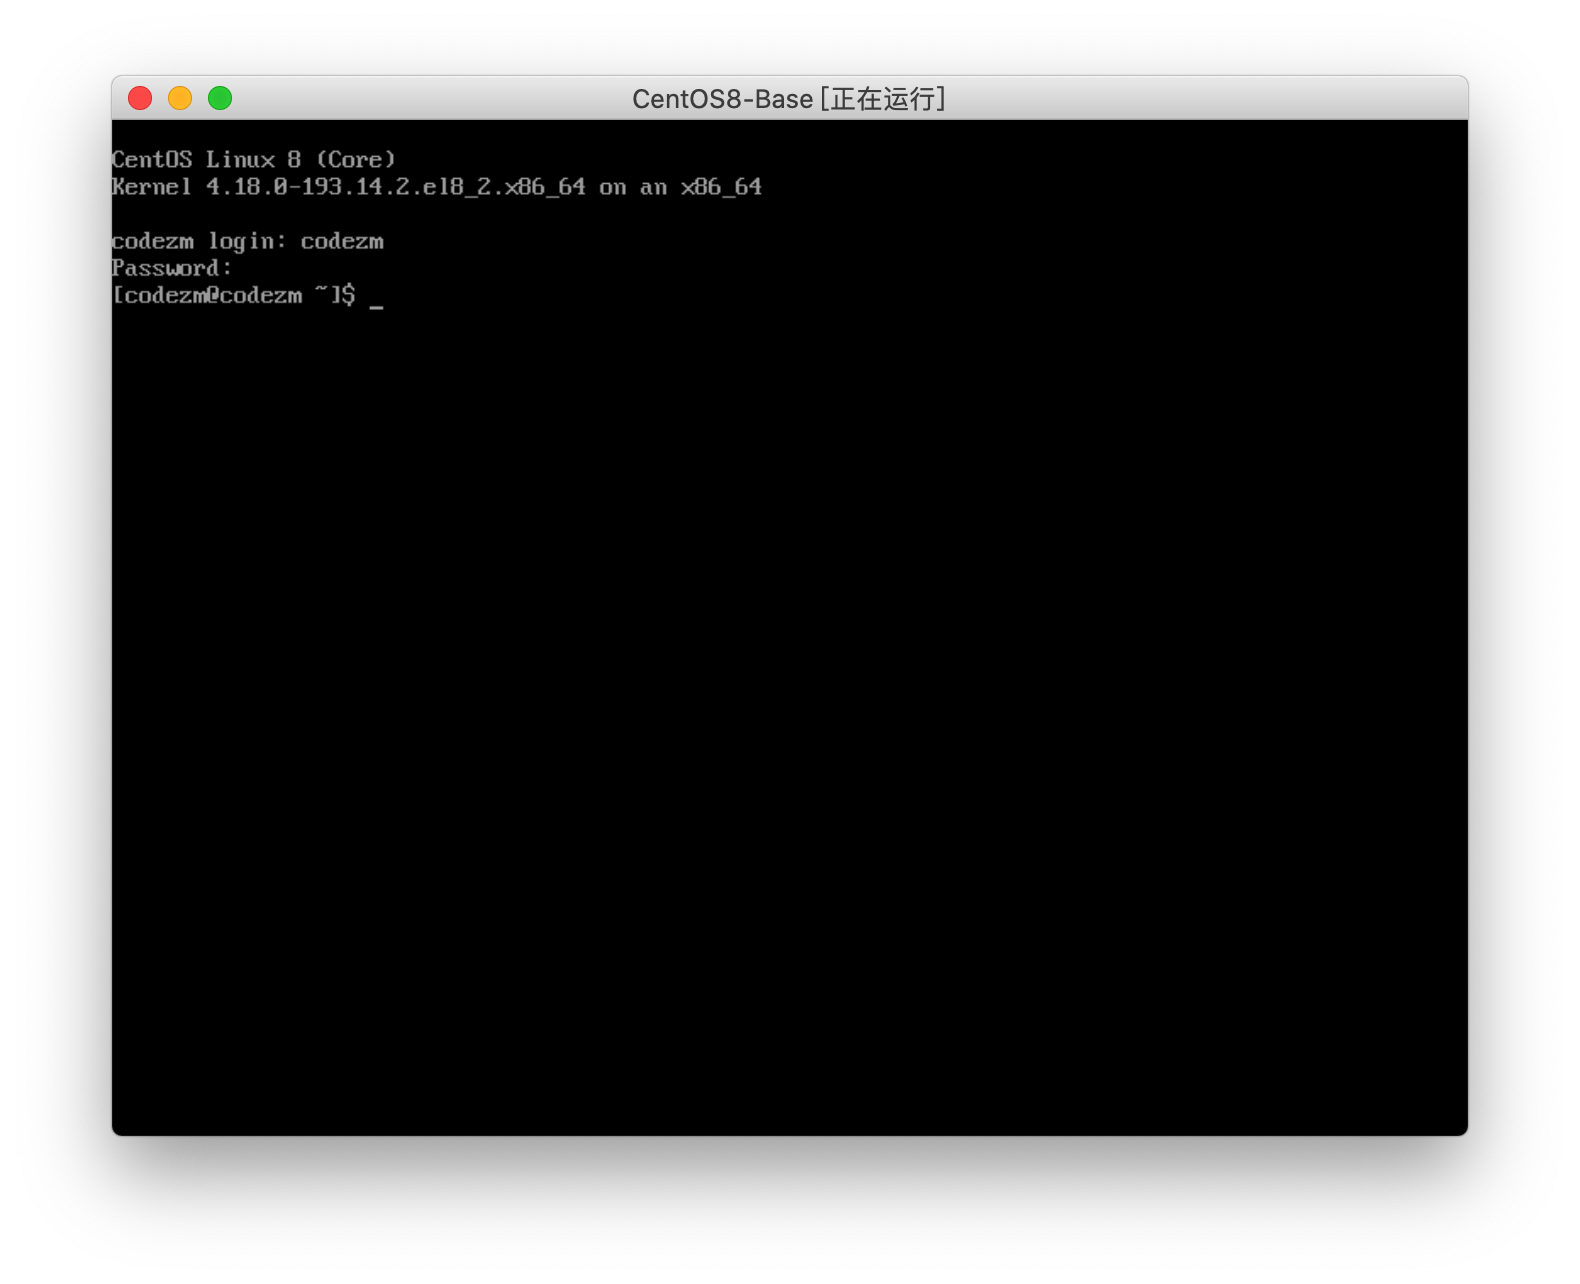 CentOS8-Base [正在运行]
CentOS Linux 8 (Core)
Kernel 4.18.0-193.14.2.el8_2.x86_64 on an x86_64
codezm login: codezm
Password:
[codezm@codezm ~]$ _